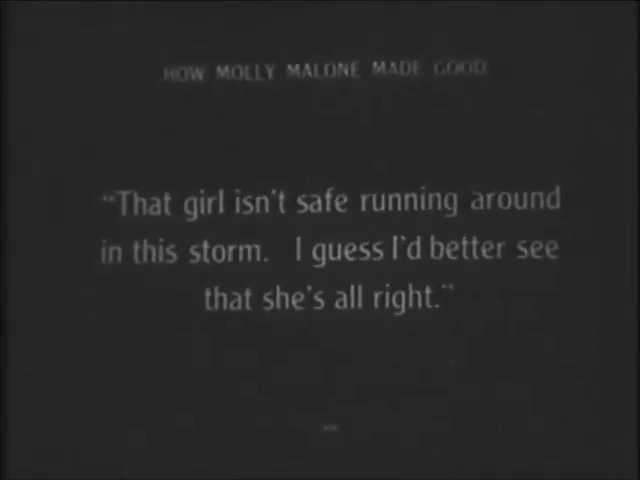 HOW MOLLY MALONE MADE GOOD
"That girl isn't safe running around
in this storm. I guess I'd better see
that she's all right."